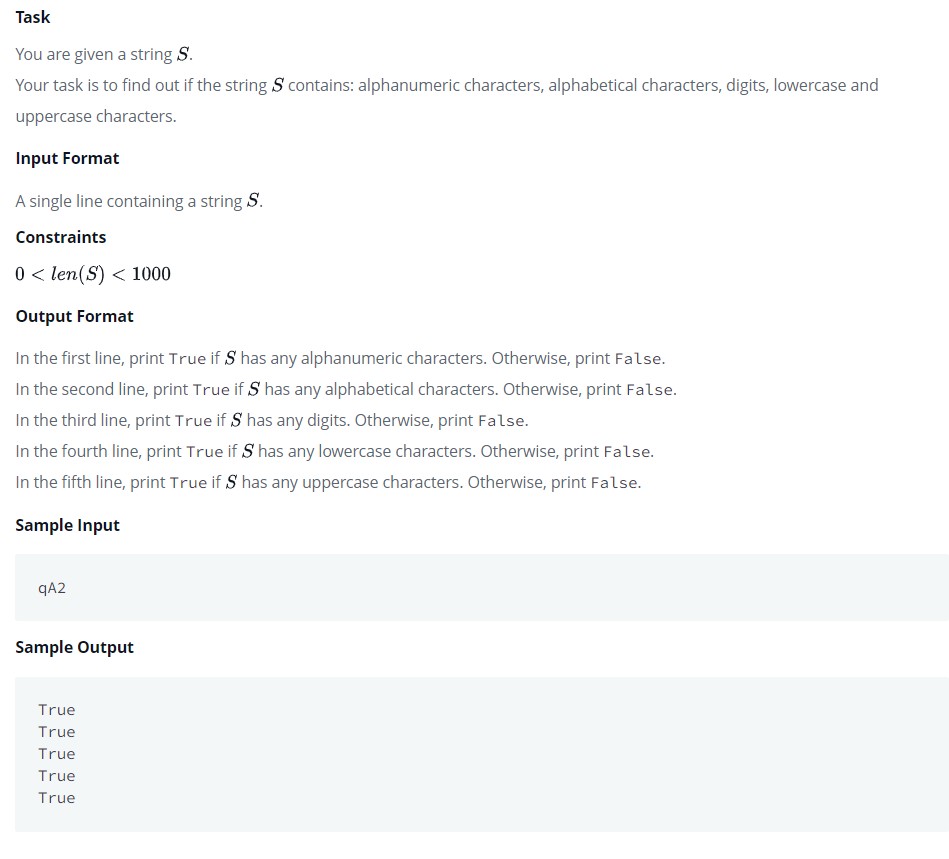 Task
You are given a string S.
Your task is to find out if the string S contains: alphanumeric characters, alphabetical characters, digits, lowercase and
uppercase characters.
Input Format
A single line containing a string S.
Constraints
0 < len(S) < 1000
Output Format
In the first line, print True if S has any alphanumeric characters. Otherwise, print False.
In the second line, print True if S has any alphabetical characters. Otherwise, print False.
In the third line, print True if S has any digits. Otherwise, print False.
In the fourth line, print True if S has any lowercase characters. Otherwise, print False.
In the fifth line, print True if S has any uppercase characters. Otherwise, print False.
Sample Input
qA2
Sample Output
True
True
True
True
True